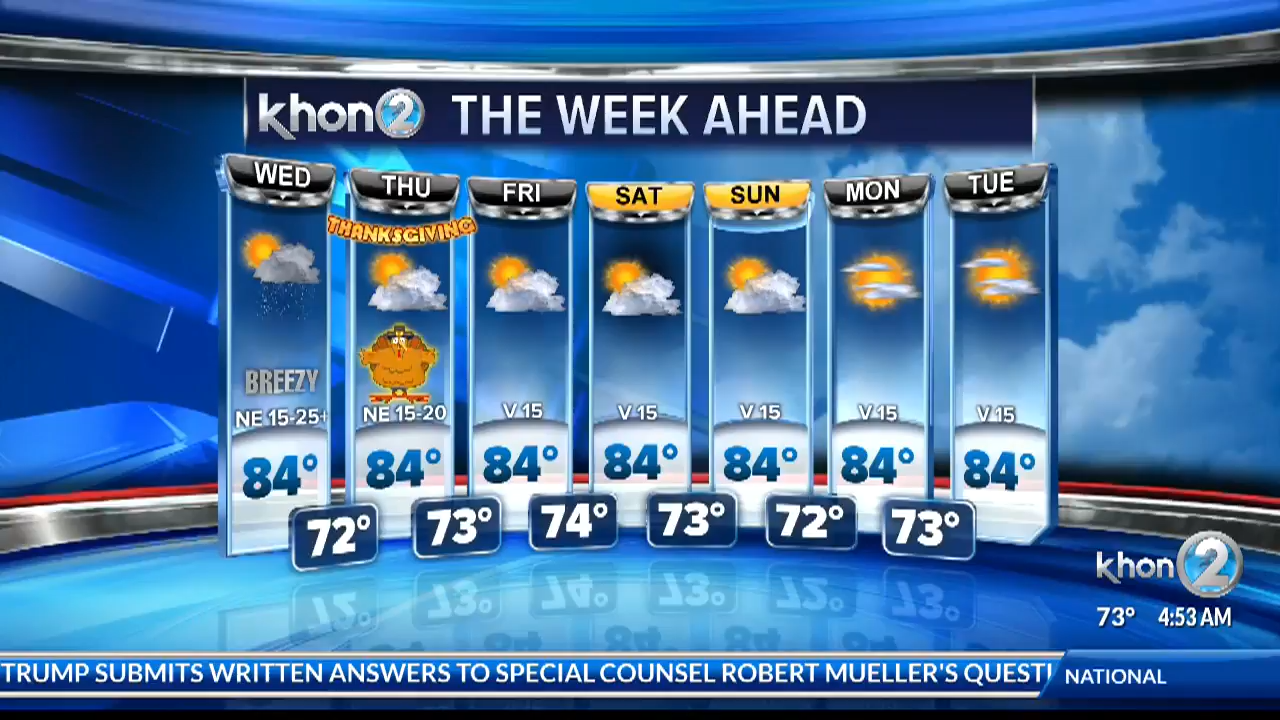 khon2 THE WEEK AHEAD
WED THU FRI SAT SUN MON TUE
THANKSGIVING
BREEZY
NE 15-25+ NE 15-20 V 15 V 15 V 15 V 15 V 15
84° 84° 84° 84° 84° 84° 84°
72° 73° 74° 73° 72° 73°
khon2
73° 4:53 AM
TRUMP SUBMITS WRITTEN ANSWERS TO SPECIAL COUNSEL ROBERT MUELLER'S QUESTI NATIONAL